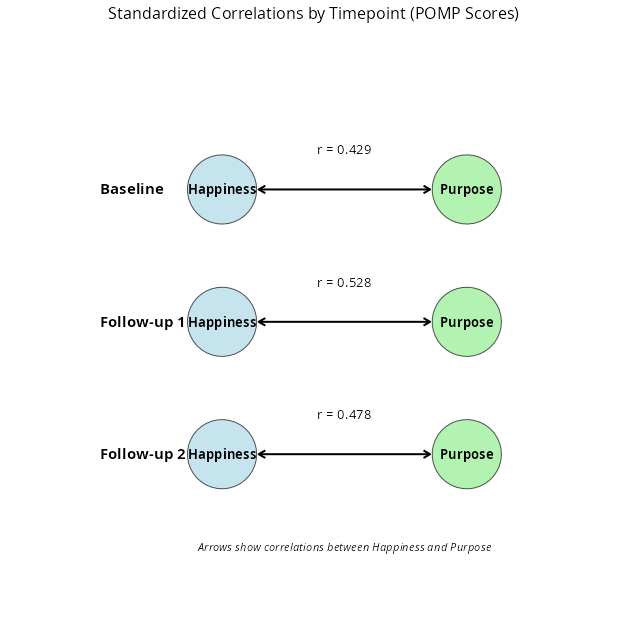 Standardized Correlations by Timepoint (POMP Scores)
r = 0.429
Baseline Happiness Purpose
r = 0.528
Follow-up 1 Happiness Purpose
r = 0.478
Follow-up 2 Happiness Purpose
Arrows show correlations between Happiness and Purpose